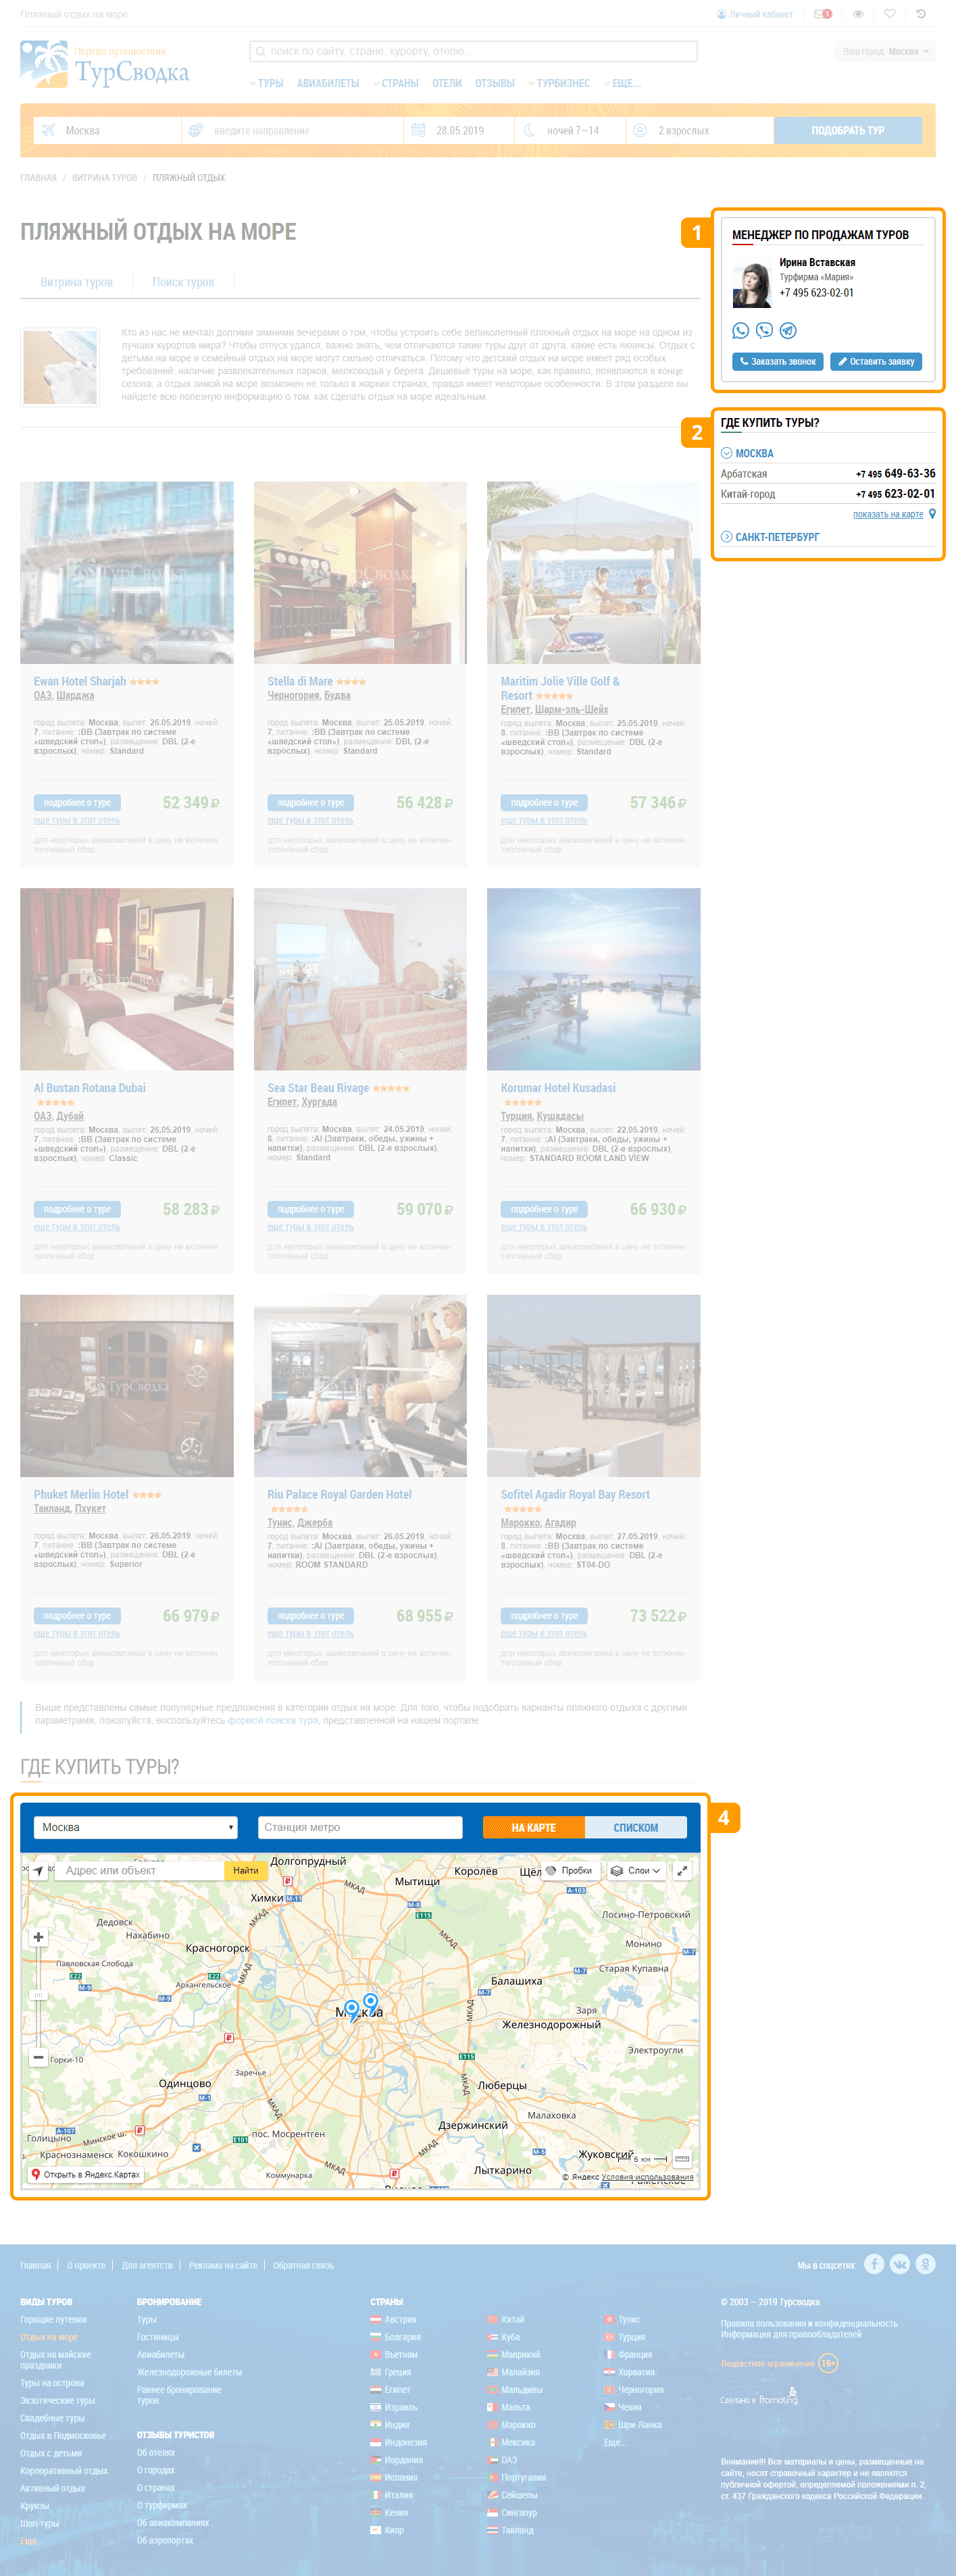 Пляжный отдых на море
Личный кабинет
1
Портал путешествий
ТурСводка
поиск по сайту, стране, курорту, отелю...
Ваш город: Москва
ТУРЫ АВИАБИЛЕТЫ СТРАНЫ ОТЕЛИ ОТЗЫВЫ ТУРБИЗНЕС ЕЩЕ...
Москва
введите направление
28.05.2019
ночей 7—14
2 взрослых
ПОДОБРАТЬ ТУР
ГЛАВНАЯ / ВИТРИНА ТУРОВ / ПЛЯЖНЫЙ ОТДЫХ
ПЛЯЖНЫЙ ОТДЫХ НА МОРЕ
Витрина туров
Поиск туров
Кто из нас не мечтал долгими зимними вечерами о том, чтобы устроить себе великолепный пляжный отдых на море на одном из
лучших курортов мира? Чтобы отпуск удался, важно знать, чем отличаются такие туры друг от друга, какие есть нюансы. Отдых с
детьми на море и семейный отдых на море могут сильно отличаться. Потому что детский отдых на море имеет ряд особых
требований: наличие развлекательных парков, мелководья у берега. Дешевые туры на море, как правило, появляются в конце
сезона, а отдых зимой на море возможен не только в жарких странах, правда имеет некоторые особенности. В этом разделе вы
найдете всю полезную информацию о том, как сделать отдых на море идеальным.
1
МЕНЕДЖЕР ПО ПРОДАЖАМ ТУРОВ
Ирина Вставская
Турфирма «Мария»
+7 495 623-02-01
Заказать звонок
Оставить заявку
2
ГДЕ КУПИТЬ ТУРЫ?
МОСКВА
Арбатская +7 495 649-63-36
Китай-город +7 495 623-02-01
показать на карте
САНКТ-ПЕТЕРБУРГ
ТурСводка
ТурСводка
ТурСводка
Ewan Hotel Sharjah
ОАЭ, Шарджа
город вылета: Москва, вылет: 26.05.2019, ночей:
7, питание: :BB (Завтрак по системе
«шведский стол»), размещение: DBL (2-е
взрослых), номер: Standard
подробнее о туре
52 349
еще туры в этот отель
для некоторых авиакомпаний в цену не включен
топливный сбор
Stella di Mare
Черногория, Будва
город вылета: Москва, вылет: 25.05.2019, ночей:
7, питание: :BB (Завтрак по системе
«шведский стол»), размещение: DBL (2-е
взрослых), номер: Standard
подробнее о туре
56 428
еще туры в этот отель
для некоторых авиакомпаний в цену не включен
топливный сбор
Maritim Jolie Ville Golf &
Resort
Египет, Шарм-эль-Шейх
город вылета: Москва, вылет: 25.05.2019, ночей:
8, питание: :BB (Завтрак по системе
«шведский стол»), размещение: DBL (2-е
взрослых), номер: Standard
подробнее о туре
57 346
еще туры в этот отель
для некоторых авиакомпаний в цену не включен
топливный сбор
ТурСводка
ТурСводка
Al Bustan Rotana Dubai
ОАЭ, Дубай
город вылета: Москва, вылет: 26.05.2019, ночей:
7, питание: :BB (Завтрак по системе
«шведский стол»), размещение: DBL (2-е
взрослых), номер: Classic
подробнее о туре
58 283
еще туры в этот отель
для некоторых авиакомпаний в цену не включен
топливный сбор
Sea Star Beau Rivage
Египет, Хургада
город вылета: Москва, вылет: 24.05.2019, ночей:
8, питание: :AI (Завтраки, обеды, ужины +
напитки), размещение: DBL (2-е взрослых),
номер: Standard
подробнее о туре
59 070
еще туры в этот отель
для некоторых авиакомпаний в цену не включен
топливный сбор
Korumar Hotel Kusadasi
Турция, Кушадасы
город вылета: Москва, вылет: 22.05.2019, ночей:
7, питание: :AI (Завтраки, обеды, ужины +
напитки), размещение: DBL (2-е взрослых),
номер: STANDARD ROOM LAND VİEW
подробнее о туре
66 930
еще туры в этот отель
для некоторых авиакомпаний в цену не включен
топливный сбор
ТурСводка
Phuket Merlin Hotel
Таиланд, Пхукет
город вылета: Москва, вылет: 26.05.2019, ночей:
7, питание: :BB (Завтрак по системе
«шведский стол»), размещение: DBL (2-е
взрослых), номер: Superior
подробнее о туре
66 979
еще туры в этот отель
для некоторых авиакомпаний в цену не включен
топливный сбор
Riu Palace Royal Garden Hotel
Тунис, Джерба
город вылета: Москва, вылет: 26.05.2019, ночей:
7, питание: :AI (Завтраки, обеды, ужины +
напитки), размещение: DBL (2-е взрослых),
номер: ROOM STANDARD
подробнее о туре
68 955
еще туры в этот отель
для некоторых авиакомпаний в цену не включен
топливный сбор
Sofitel Agadir Royal Bay Resort
Марокко, Агадир
город вылета: Москва, вылет: 27.05.2019, ночей:
8, питание: :BB (Завтрак по системе
«шведский стол»), размещение: DBL (2-е
взрослых), номер: ST04-DO
подробнее о туре
73 522
еще туры в этот отель
для некоторых авиакомпаний в цену не включен
топливный сбор
Выше представлены самые популярные предложения в категории отдых на море. Для того, чтобы подобрать варианты пляжного отдыха с другими
параметрами, пожалуйста, воспользуйтесь формой поиска тура, представленной на нашем портале.
ГДЕ КУПИТЬ ТУРЫ?
4
Москва
Станция метро
НА КАРТЕ
СПИСКОМ
Адрес или объект
Найти
Пробки
Слои
Долгопрудный
Королёв
Мытищи
Химки
Дедовск
Нахабино
Красногорск
Павловская Слобода
Архангельское
Лосино-Петровский
Монино
Старая Купавна
Балашиха
Заря
Железнодорожный
Электроугли
Москва
Горки-10
Одинцово
Заречье
Люберцы
Малаховка
Дзержинский
Голицыно
Минское ш.
Краснознаменск
Кокошкино
пос. Мосрентген
Жуковский
Коммунарка
Лыткарино
МКАД
6 км
Открыть в Яндекс.Картах
© Яндекс Условия использования
Главная
О проекте
Для агентств
Реклама на сайте
Обратная связь
Мы в соцсетях:
ВИДЫ ТУРОВ
Горящие путевки
Отдых на море
Отдых на майские
праздники
Туры на острова
Экзотические туры
Свадебные туры
Отдых в Подмосковье
Отдых с детьми
Корпоративный отдых
Активный отдых
Круизы
Шоп-туры
Еще...
БРОНИРОВАНИЕ
Туры
Гостиницы
Авиабилеты
Железнодорожные билеты
Раннее бронирование
туров
ОТЗЫВЫ ТУРИСТОВ
Об отелях
О городах
О странах
О турфирмах
Об авиакомпаниях
Об аэропортах
СТРАНЫ
Австрия
Болгария
Вьетнам
Греция
Египет
Израиль
Индия
Индонезия
Иордания
Испания
Италия
Кения
Кипр
Китай
Куба
Маврикий
Малайзия
Мальдивы
Мальта
Марокко
Мексика
ОАЭ
Португалия
Сейшелы
Сингапур
Таиланд
Тунис
Турция
Франция
Хорватия
Черногория
Чехия
Шри-Ланка
Еще...
© 2003 — 2019 Турсводка
Правила пользования и конфиденциальность
Информация для правообладателей
Возрастное ограничение 16+
Сделано в flomoting
Внимание!!! Все материалы и цены, размещенные на
сайте, носят справочный характер и не являются
публичной офертой, определяемой положениями п. 2,
ст. 437 Гражданского кодекса Российской Федерации.